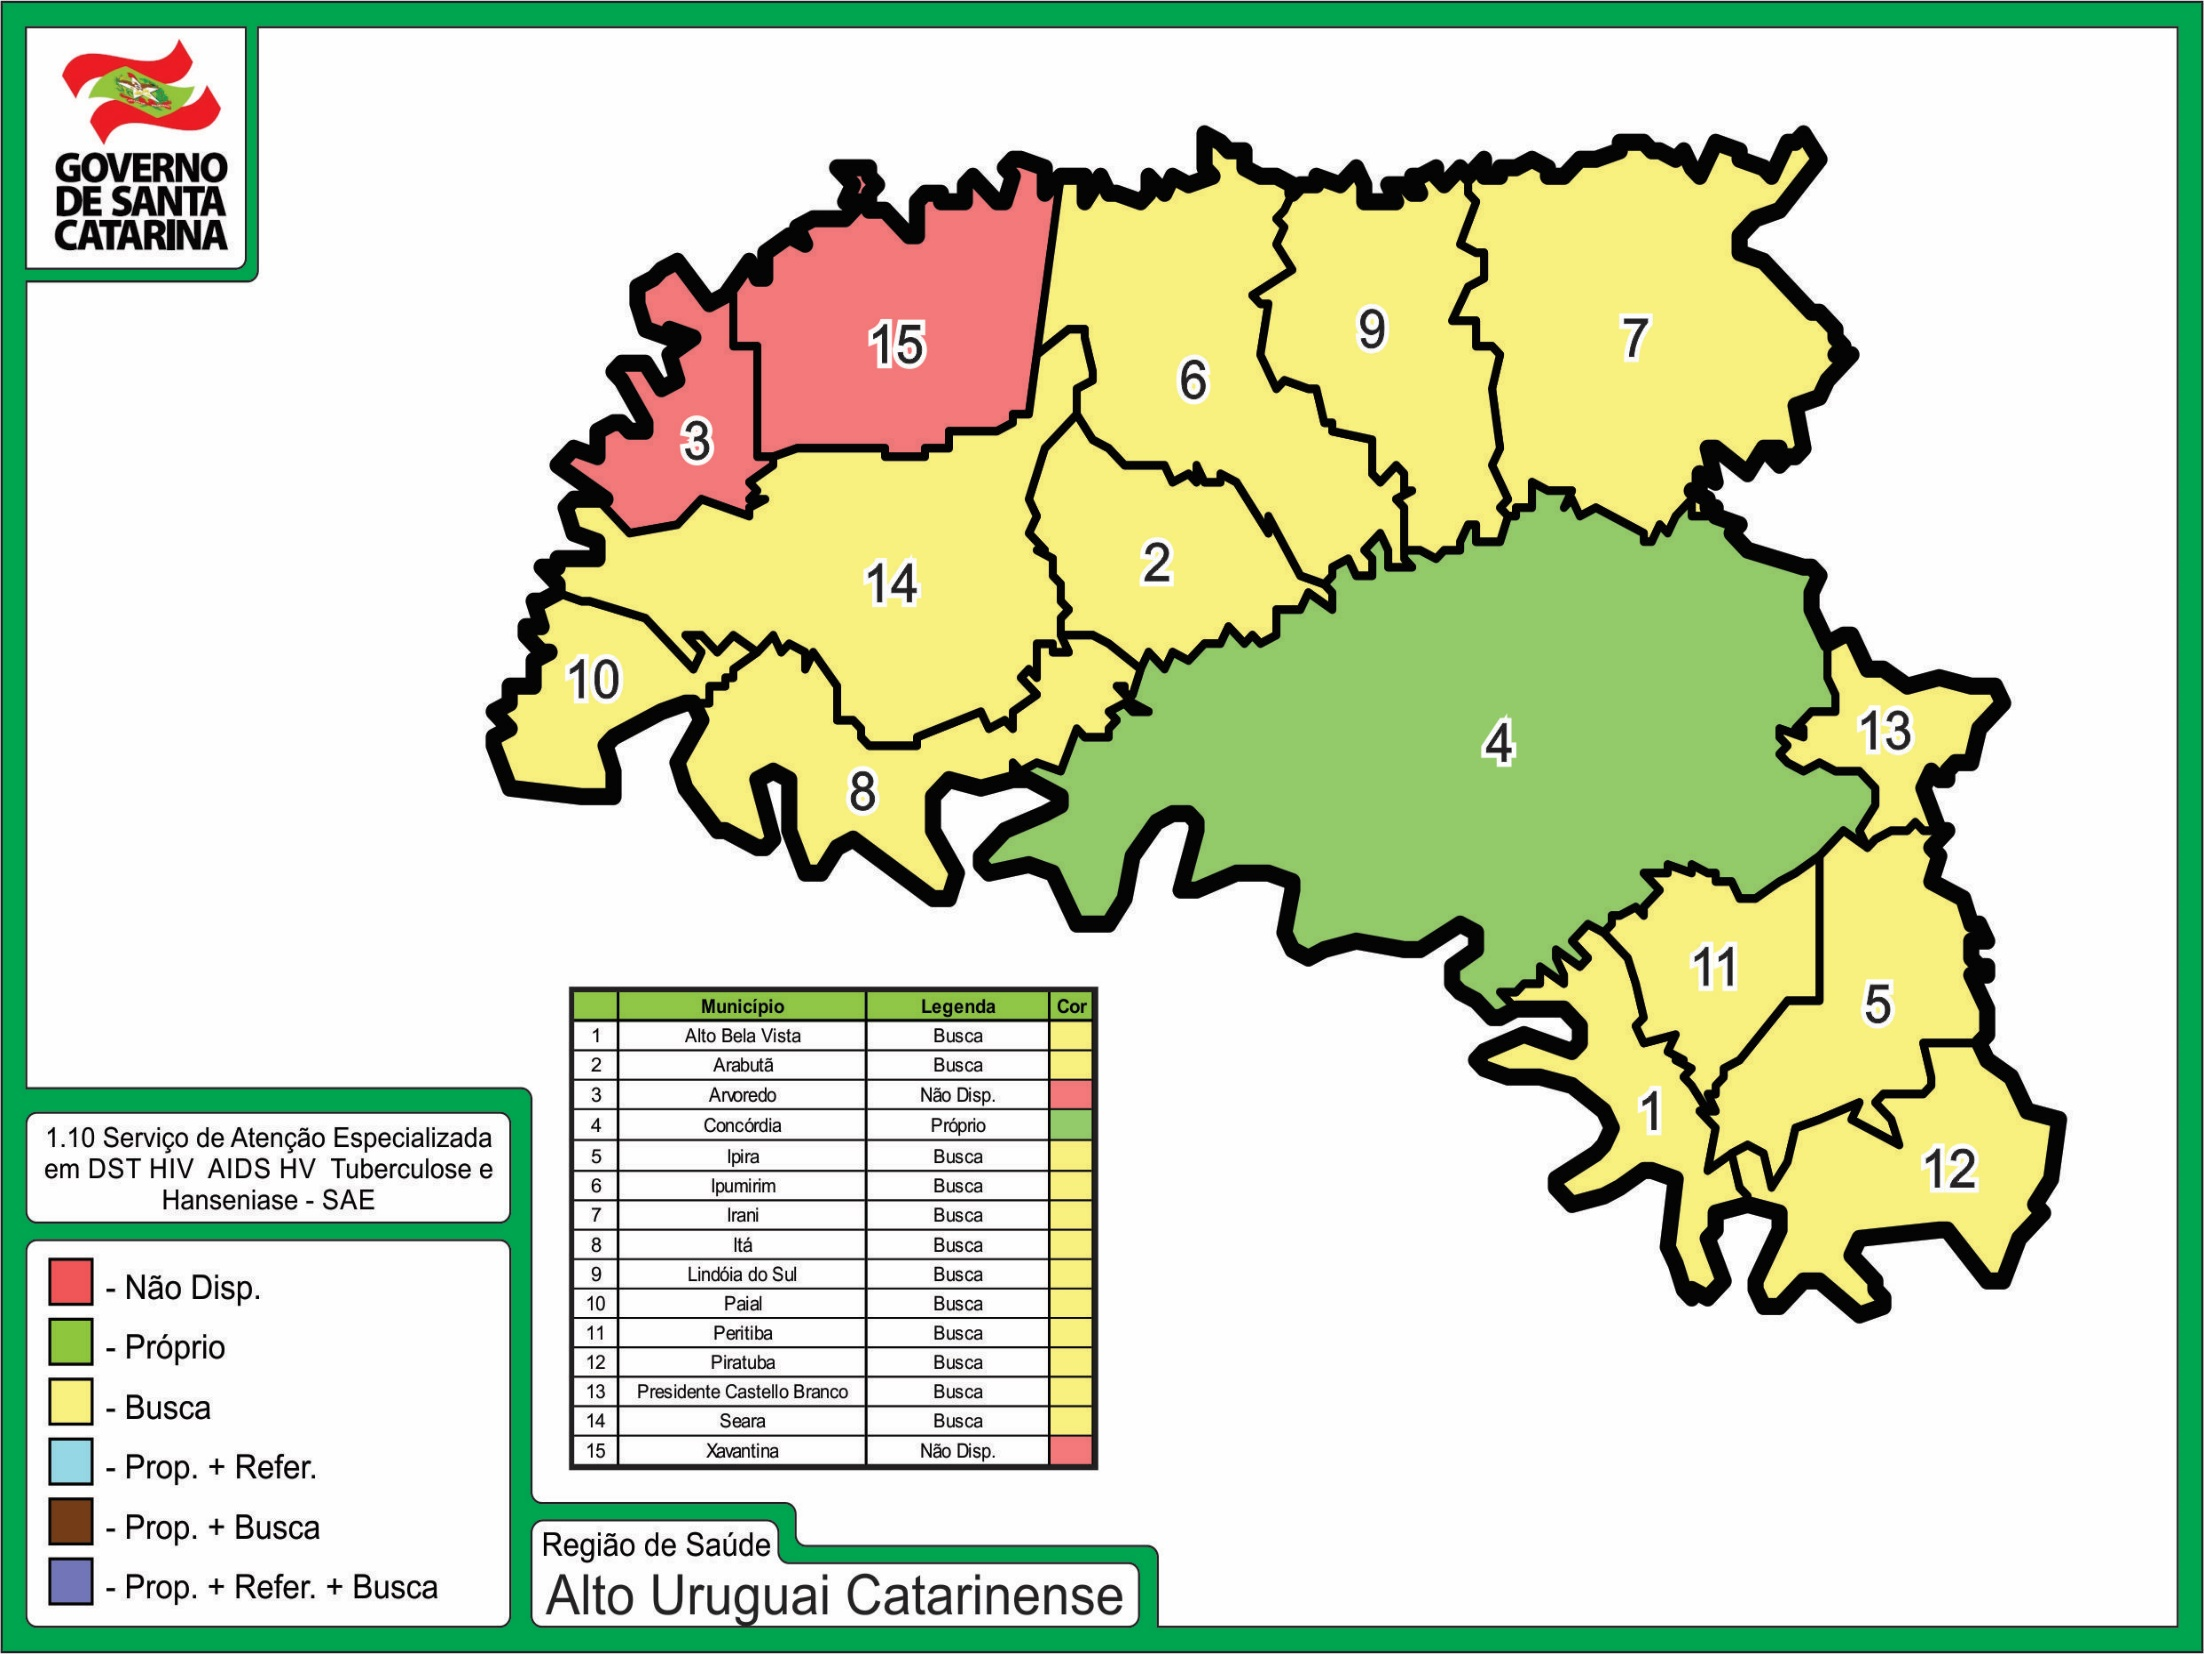 GOVERNO
DE SANTA
CATARINA
15
9
7
6
3
2
14
10
4
13
8
11
5
1
12
Município Legenda Cor
1 Alto Bela Vista Busca
2 Arabutã Busca
3 Arvoredo Não Disp.
4 Concórdia Próprio
5 Ipira Busca
6 Ipumirim Busca
7 Irani Busca
8 Itá Busca
9 Lindóia do Sul Busca
10 Paial Busca
11 Peritiba Busca
12 Piratuba Busca
13 Presidente Castello Branco Busca
14 Seara Busca
15 Xavantina Não Disp.
1.10 Serviço de Atenção Especializada
em DST HIV AIDS HV Tuberculose e
Hanseniase - SAE
- Não Disp.
- Próprio
- Busca
- Prop. + Refer.
- Prop. + Busca
- Prop. + Refer. + Busca
Região de Saúde
Alto Uruguai Catarinense